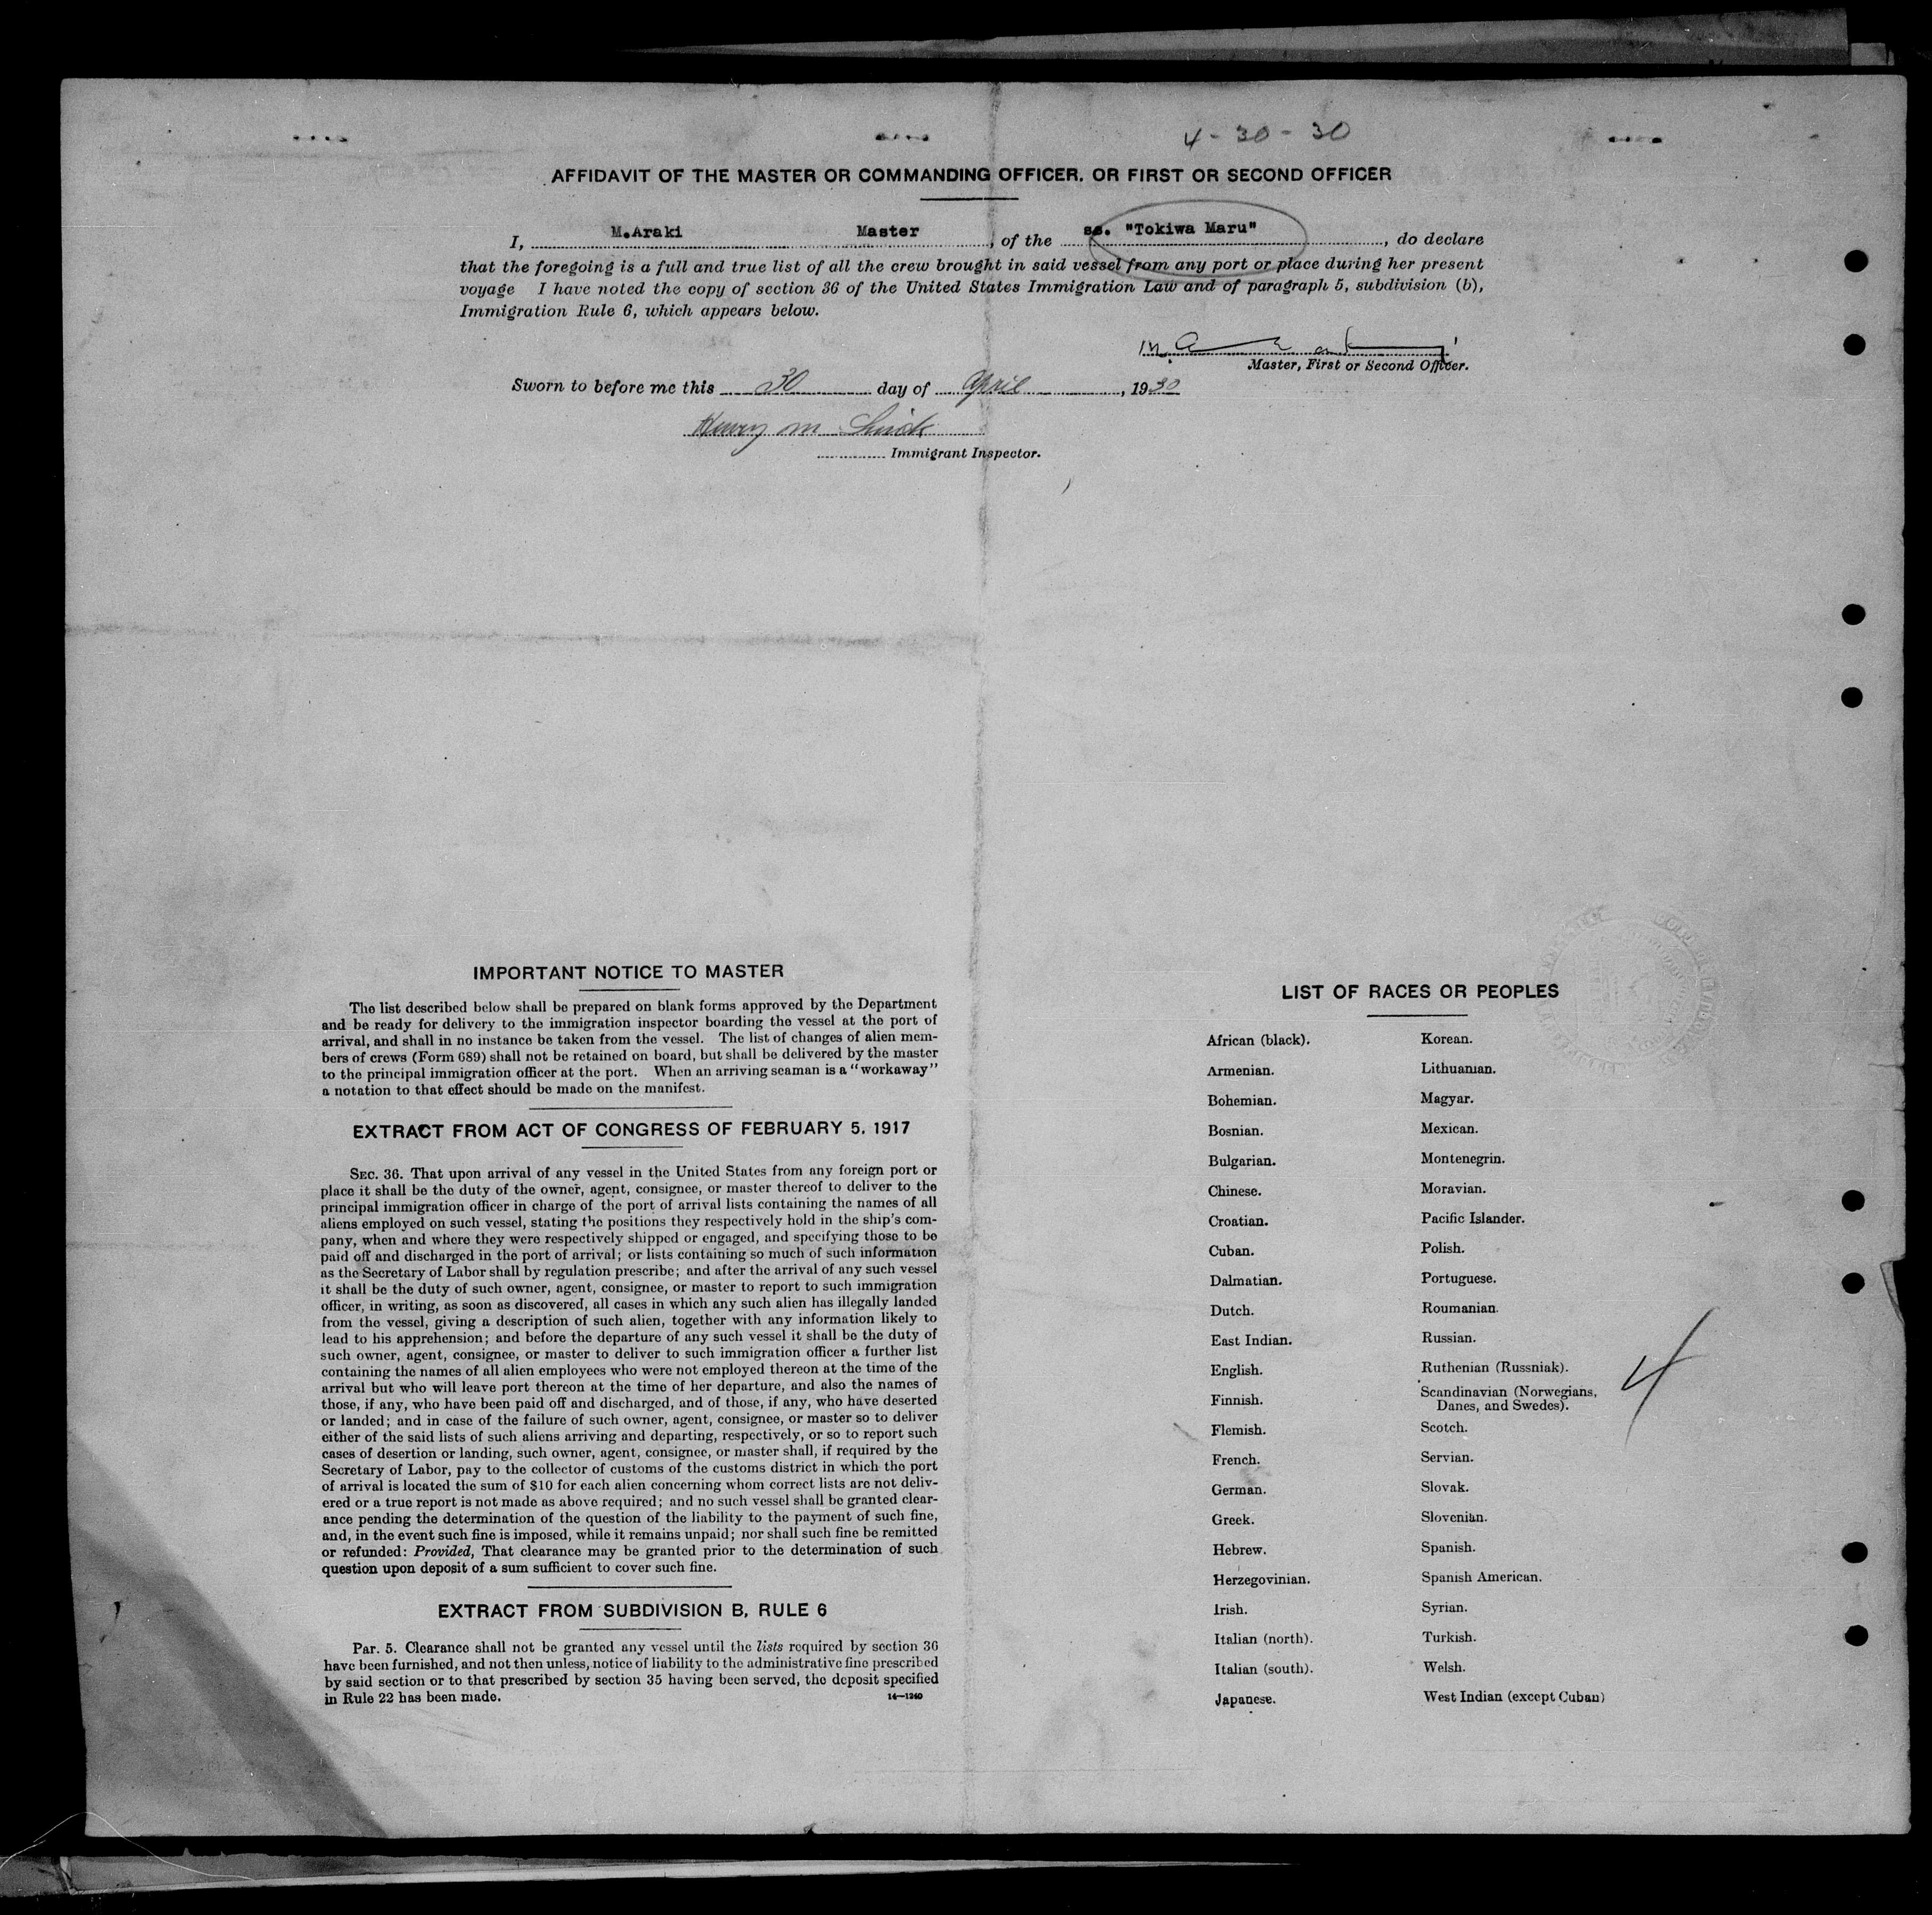 4 - 30 - 30
AFFIDAVIT OF THE MASTER OR COMMANDING OFFICER, OR FIRST OR SECOND OFFICER
I, M.Araki Master, of the ss. "Tokiwa Maru", do declare
that the foregoing is a full and true list of all the crew brought in said vessel from any port or place during her present
voyage I have noted the copy of section 36 of the United States Immigration Law and of paragraph 5, subdivision (b),
Immigration Rule 6, which appears below.
Master, First or Second Officer.
Sworn to before me this 30 day of April, 1930
Henry M
Immigrant Inspector.
IMPORTANT NOTICE TO MASTER
The list described below shall be prepared on blank forms approved by the Department
and be ready for delivery to the immigration inspector boarding the vessel at the port of
arrival, and shall in no instance be taken from the vessel. The list of changes of alien mem-
bers of crews (Form 689) shall not be retained on board, but shall be delivered by the master
to the principal immigration officer at the port. When an arriving seaman is a "workaway"
a notation to that effect should be made on the manifest.
EXTRACT FROM ACT OF CONGRESS OF FEBRUARY 5, 1917
SEC. 36. That upon arrival of any vessel in the United States from any foreign port or
place it shall be the duty of the owner, agent, consignee, or master thereof to deliver to the
principal immigration officer in charge of the port of arrival lists containing the names of all
aliens employed on such vessel, stating the positions they respectively hold in the ship's com-
pany, when and where they were respectively shipped or engaged, and specifying those to be
paid off and discharged in the port of arrival; or lists containing so much of such information
as the Secretary of Labor shall by regulation prescribe; and after the arrival of any such vessel
it shall be the duty of such owner, agent, consignee, or master to report to such immigration
officer, in writing, as soon as discovered, all cases in which any such alien has illegally landed
from the vessel, giving a description of such alien, together with any information likely to
lead to his apprehension; and before the departure of any such vessel it shall be the duty of
such owner, agent, consignee, or master to deliver to such immigration officer a further list
containing the names of all alien employees who were not employed thereon at the time of the
arrival but who will leave port thereon at the time of her departure, and also the names of
those, if any, who have been paid off and discharged, and of those, if any, who have deserted
or landed; and in case of the failure of such owner, agent, consignee, or master so to deliver
either of the said lists of such aliens arriving and departing, respectively, or so to report such
cases of desertion or landing, such owner, agent, consignee, or master shall, if required by the
Secretary of Labor, pay to the collector of customs of the customs district in which the port
of arrival is located the sum of $10 for each alien concerning whom correct lists are not deliv-
ered or a true report is not made as above required; and no such vessel shall be granted clear-
ance pending the determination of the question of the liability to the payment of such fine,
and, in the event such fine is imposed, while it remains unpaid; nor shall such fine be remitted
or refunded: Provided, That clearance may be granted prior to the determination of such
question upon deposit of a sum sufficient to cover such fine.
EXTRACT FROM SUBDIVISION B, RULE 6
Par. 5. Clearance shall not be granted any vessel until the lists required by section 36
have been furnished, and not then unless, notice of liability to the administrative fine prescribed
by said section or to that prescribed by section 35 having been served, the deposit specified
in Rule 22 has been made.
14—1240
LIST OF RACES OR PEOPLES
African (black).
Armenian.
Bohemian.
Bosnian.
Bulgarian.
Chinese.
Croatian.
Cuban.
Dalmatian.
Dutch.
East Indian.
English.
Finnish.
Flemish.
French.
German.
Greek.
Hebrew.
Herzegovinian.
Irish.
Italian (north).
Italian (south).
Japanese.
Korean.
Lithuanian.
Magyar.
Mexican.
Montenegrin.
Moravian.
Pacific Islander.
Polish.
Portuguese.
Roumanian.
Russian.
Ruthenian (Russniak).
Scandinavian (Norwegians,
Danes, and Swedes).
Scotch.
Servian.
Slovak.
Slovenian.
Spanish.
Spanish American.
Syrian.
Turkish.
Welsh.
West Indian (except Cuban)
4